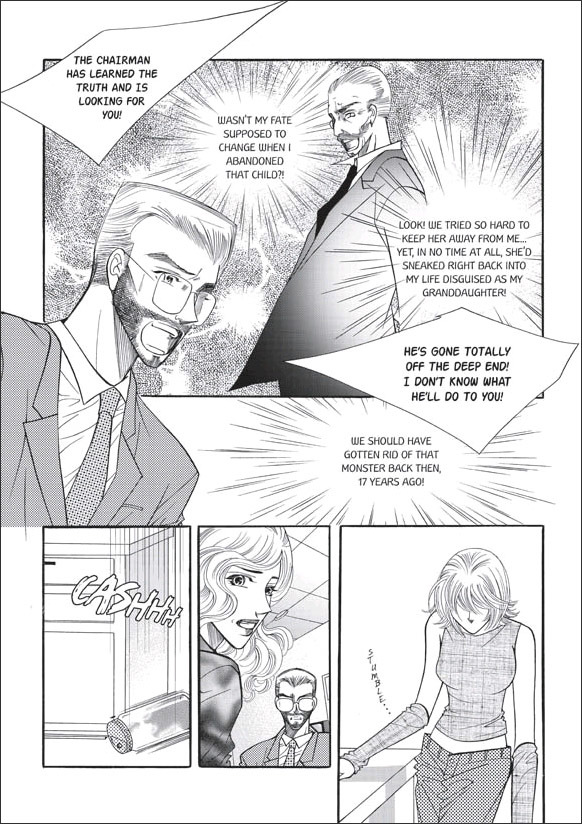 THE CHAIRMAN
HAS LEARNED THE
TRUTH AND IS
LOOKING FOR
YOU!
WASN'T MY FATE
SUPPOSED TO
CHANGE WHEN I
ABANDONED
THAT CHILD?!
LOOK! WE TRIED SO HARD TO
KEEP HER AWAY FROM ME...
YET, IN NO TIME AT ALL, SHE'D
SNEAKED RIGHT BACK INTO
MY LIFE DISGUISED AS MY
GRANDDAUGHTER!
HE'S GONE TOTALLY
OFF THE DEEP END!
I DON'T KNOW WHAT
HE'LL DO TO YOU!
WE SHOULD HAVE
GOTTEN RID OF THAT
MONSTER BACK THEN,
17 YEARS AGO!
CASHHH
STUMBLE...